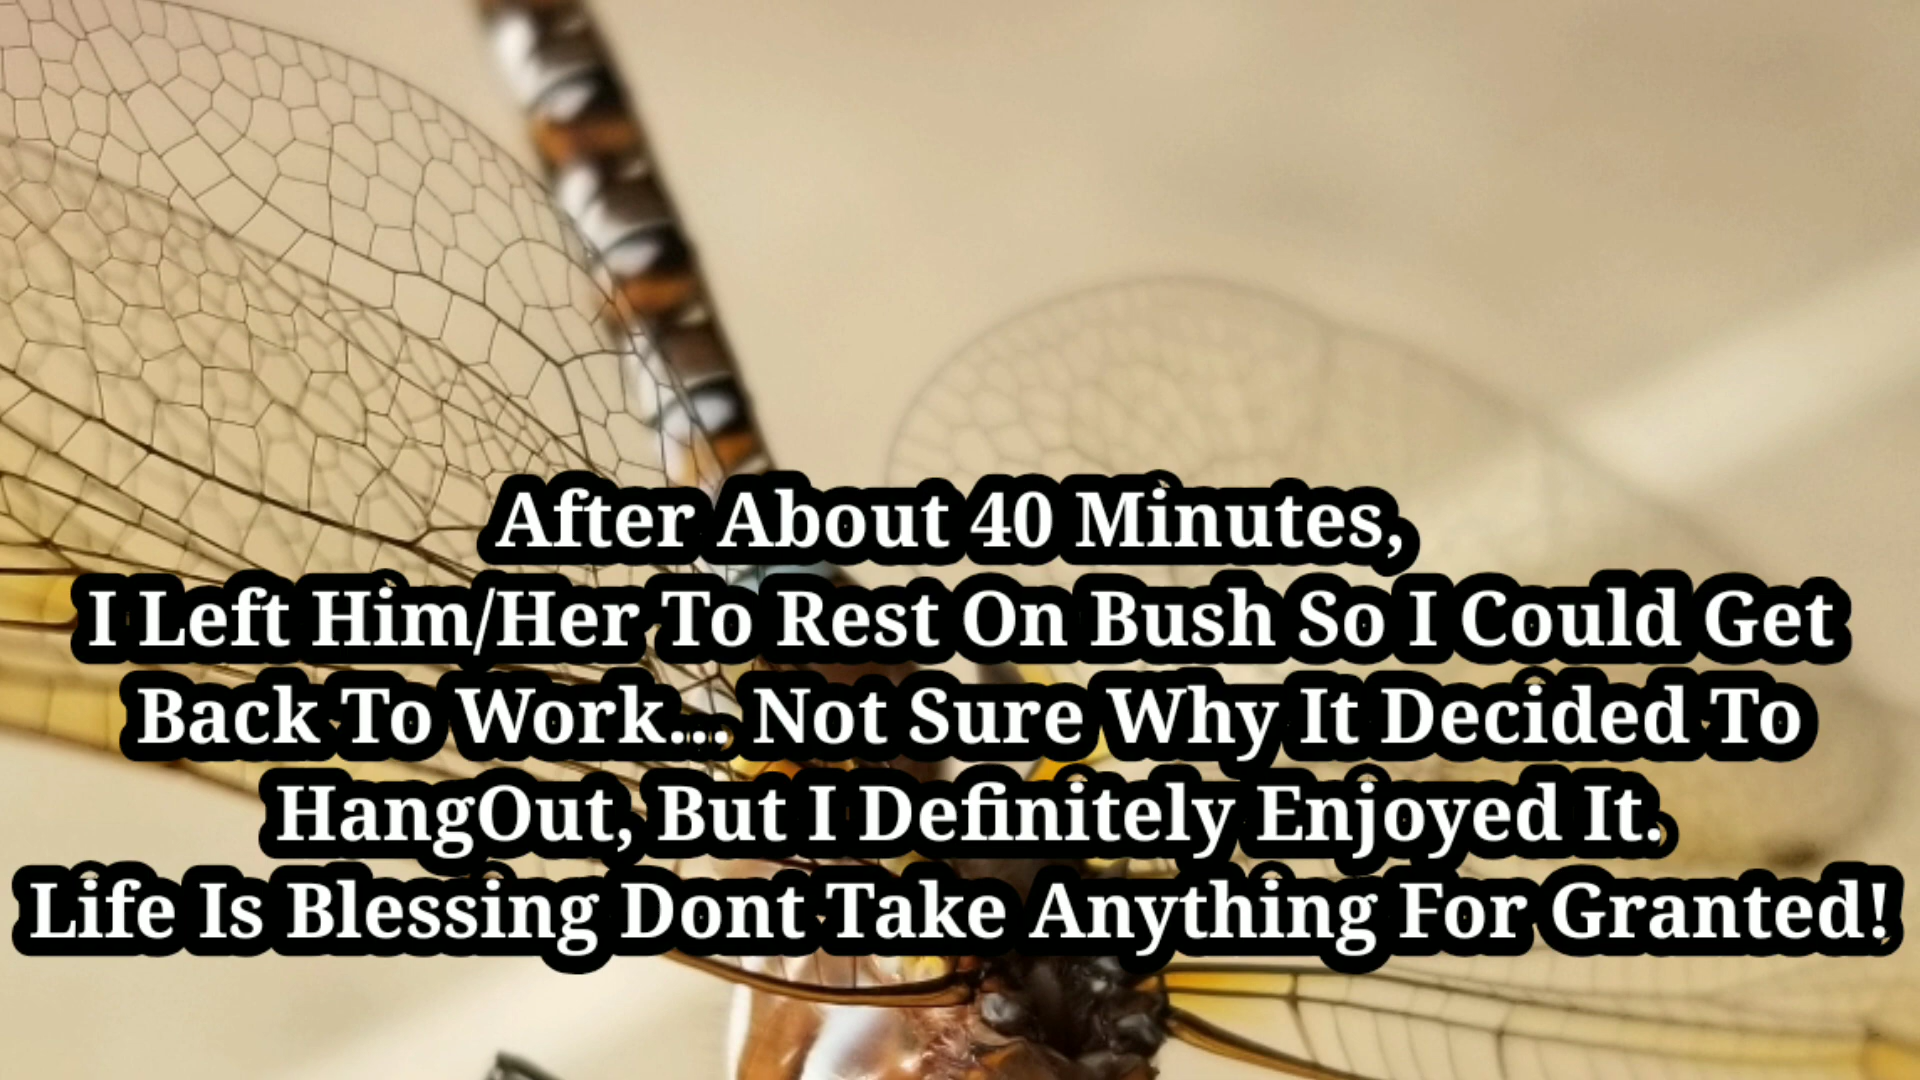 After About 40 Minutes,
I Left Him/Her To Rest On Bush So I Could Get
Back To Work... Not Sure Why It Decided To
HangOut, But I Definitely Enjoyed It.
Life Is Blessing Dont Take Anything For Granted!